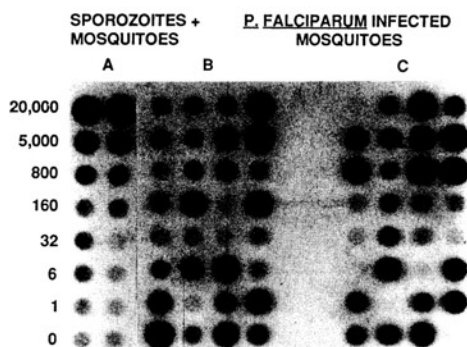 SPOROZOITES + MOSQUITOES
P. FALCIPARUM INFECTED MOSQUITOES
A B C
20,000
5,000
800
160
32
6
1
0